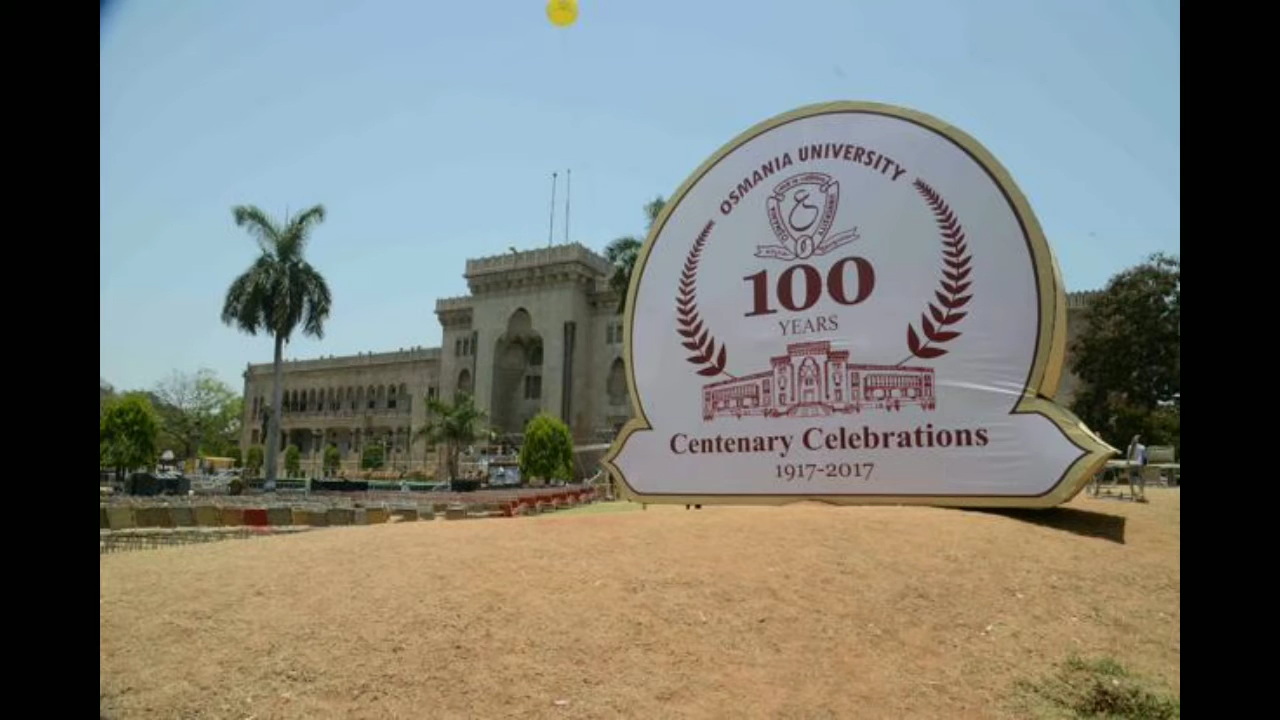 OSMANIA UNIVERSITY
ع
100
YEARS
Centenary Celebrations
1917-2017